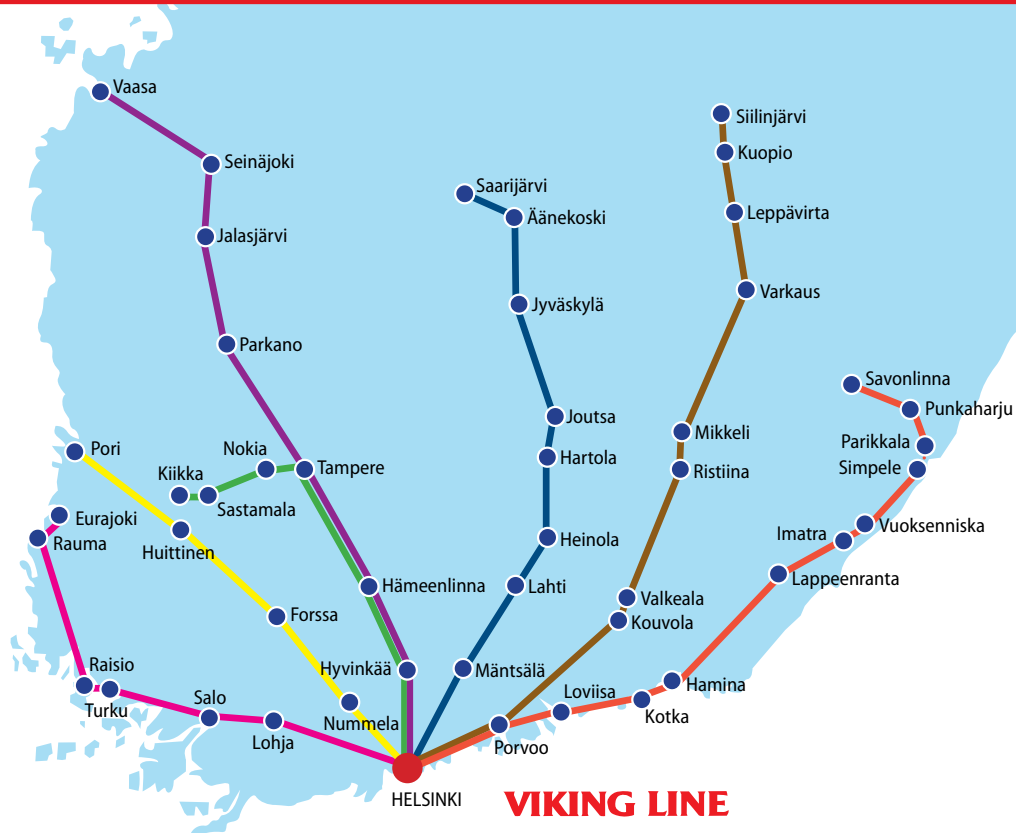 Vaasa
Seinäjoki
Jalasjärvi
Parkano
Saarijärvi
Äänekoski
Jyväskylä
Joutsa
Hartola
Heinola
Lahti
Mäntsälä
Siilinjärvi
Kuopio
Leppävirta
Varkaus
Mikkeli
Ristiina
Valkeala
Kouvola
Savonlinna
Punkaharju
Parikkala
Simpele
Vuoksenniska
Imatra
Lappeenranta
Hamina
Kotka
Loviisa
Porvoo
Pori
Huittinen
Forssa
Nummela
Nokia
Kiikka
Sastamala
Tampere
Hämeenlinna
Hyvinkää
Eurajoki
Rauma
Raisio
Turku
Salo
Lohja
HELSINKI
VIKING LINE